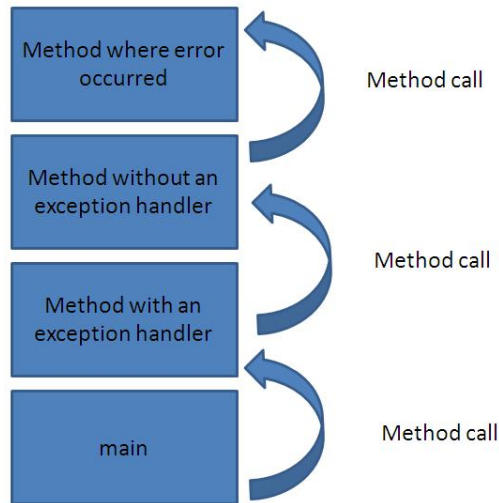 Method where error
occurred
Method call
Method without an
exception handler
Method call
Method with an
exception handler
Method call
main